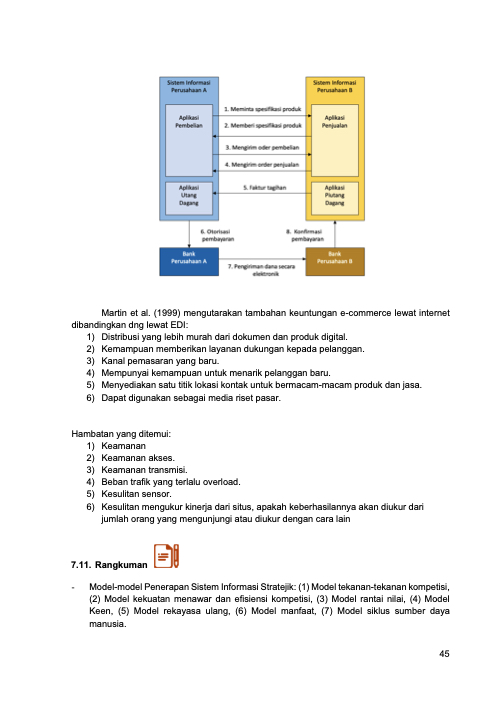 Sistem Informasi
Perusahaan A
Sistem Informasi
Perusahaan B
Aplikasi
Pembelian
1. Meminta spesifikasi produk
2. Memberi spesifikasi produk
3. Mengirim oder pembelian
4. Mengirim order penjualan
Aplikasi
Penjualan
Aplikasi
Utang
Dagang
5. Faktur tagihan
Aplikasi
Piutang
Dagang
6. Otorisasi
pembayaran
8. Konfirmasi
pembayaran
Bank
Perusahaan A
7. Pengiriman dana secara
elektronik
Bank
Perusahaan B
Martin et al. (1999) mengutarakan tambahan keuntungan e-commerce lewat internet
dibandingkan dng lewat EDI:
1) Distribusi yang lebih murah dari dokumen dan produk digital.
2) Kemampuan memberikan layanan dukungan kepada pelanggan.
3) Kanal pemasaran yang baru.
4) Mempunyai kemampuan untuk menarik pelanggan baru.
5) Menyediakan satu titik lokasi kontak untuk bermacam-macam produk dan jasa.
6) Dapat digunakan sebagai media riset pasar.
Hambatan yang ditemui:
1) Keamanan
2) Keamanan akses.
3) Keamanan transmisi.
4) Beban trafik yang terlalu overload.
5) Kesulitan sensor.
6) Kesulitan mengukur kinerja dari situs, apakah keberhasilannya akan diukur dari
jumlah orang yang mengunjungi atau diukur dengan cara lain
7.11. Rangkuman
- Model-model Penerapan Sistem Informasi Stratejik: (1) Model tekanan-tekanan kompetisi,
(2) Model kekuatan menawar dan efisiensi kompetisi, (3) Model rantai nilai, (4) Model
Keen, (5) Model rekayasa ulang, (6) Model manfaat, (7) Model siklus sumber daya
manusia.
45